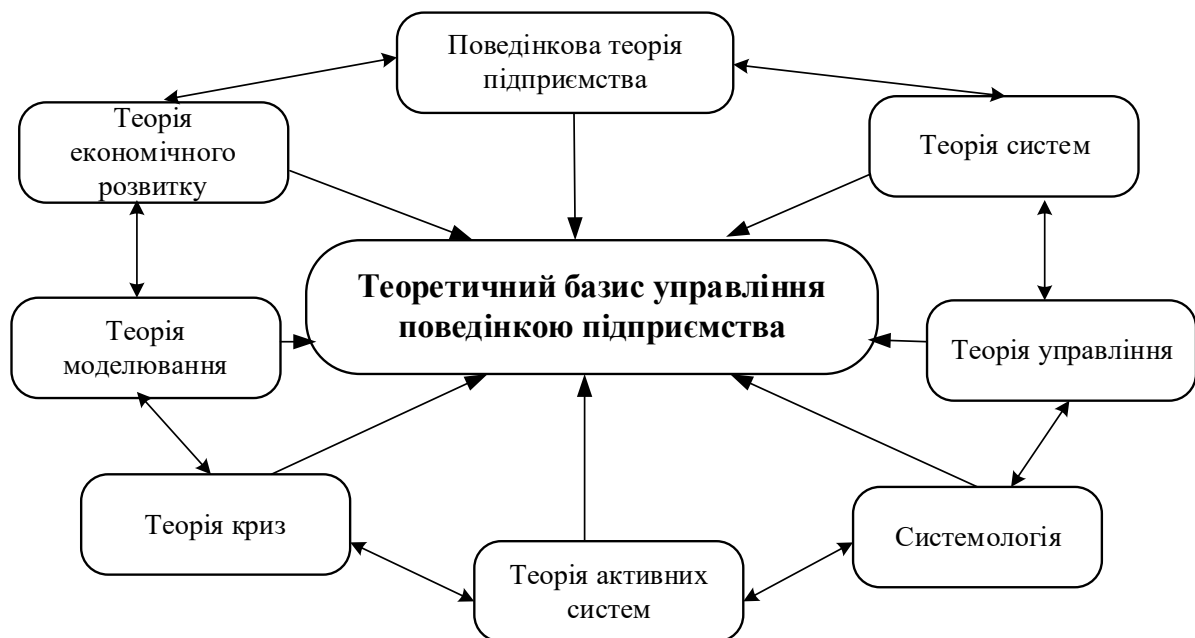 Поведінкова теорія
підприємства
Теорія
економічного
розвитку
Теорія систем
Теоретичний базис управління
поведінкою підприємства
Теорія
моделювання
Теорія управління
Теорія криз
Системологія
Теорія активних
систем